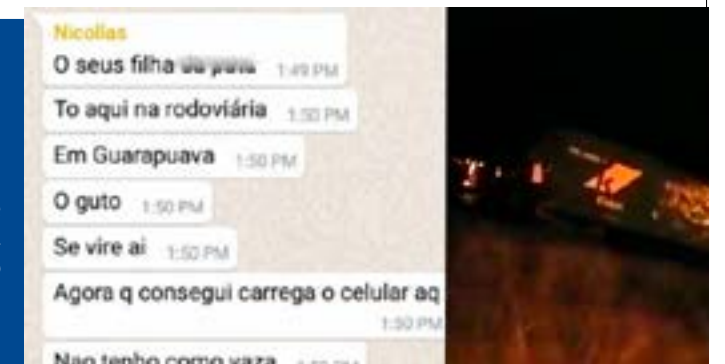 Nicollas
O seus filha 1:49 PM
To aqui na rodoviária 1:50 PM
Em Guarapuava 1:50 PM
O guto 1:50 PM
Se vire ai 1:50 PM
Agora q consegui carrega o celular aq
1:50 PM
Nao tenho como vaza